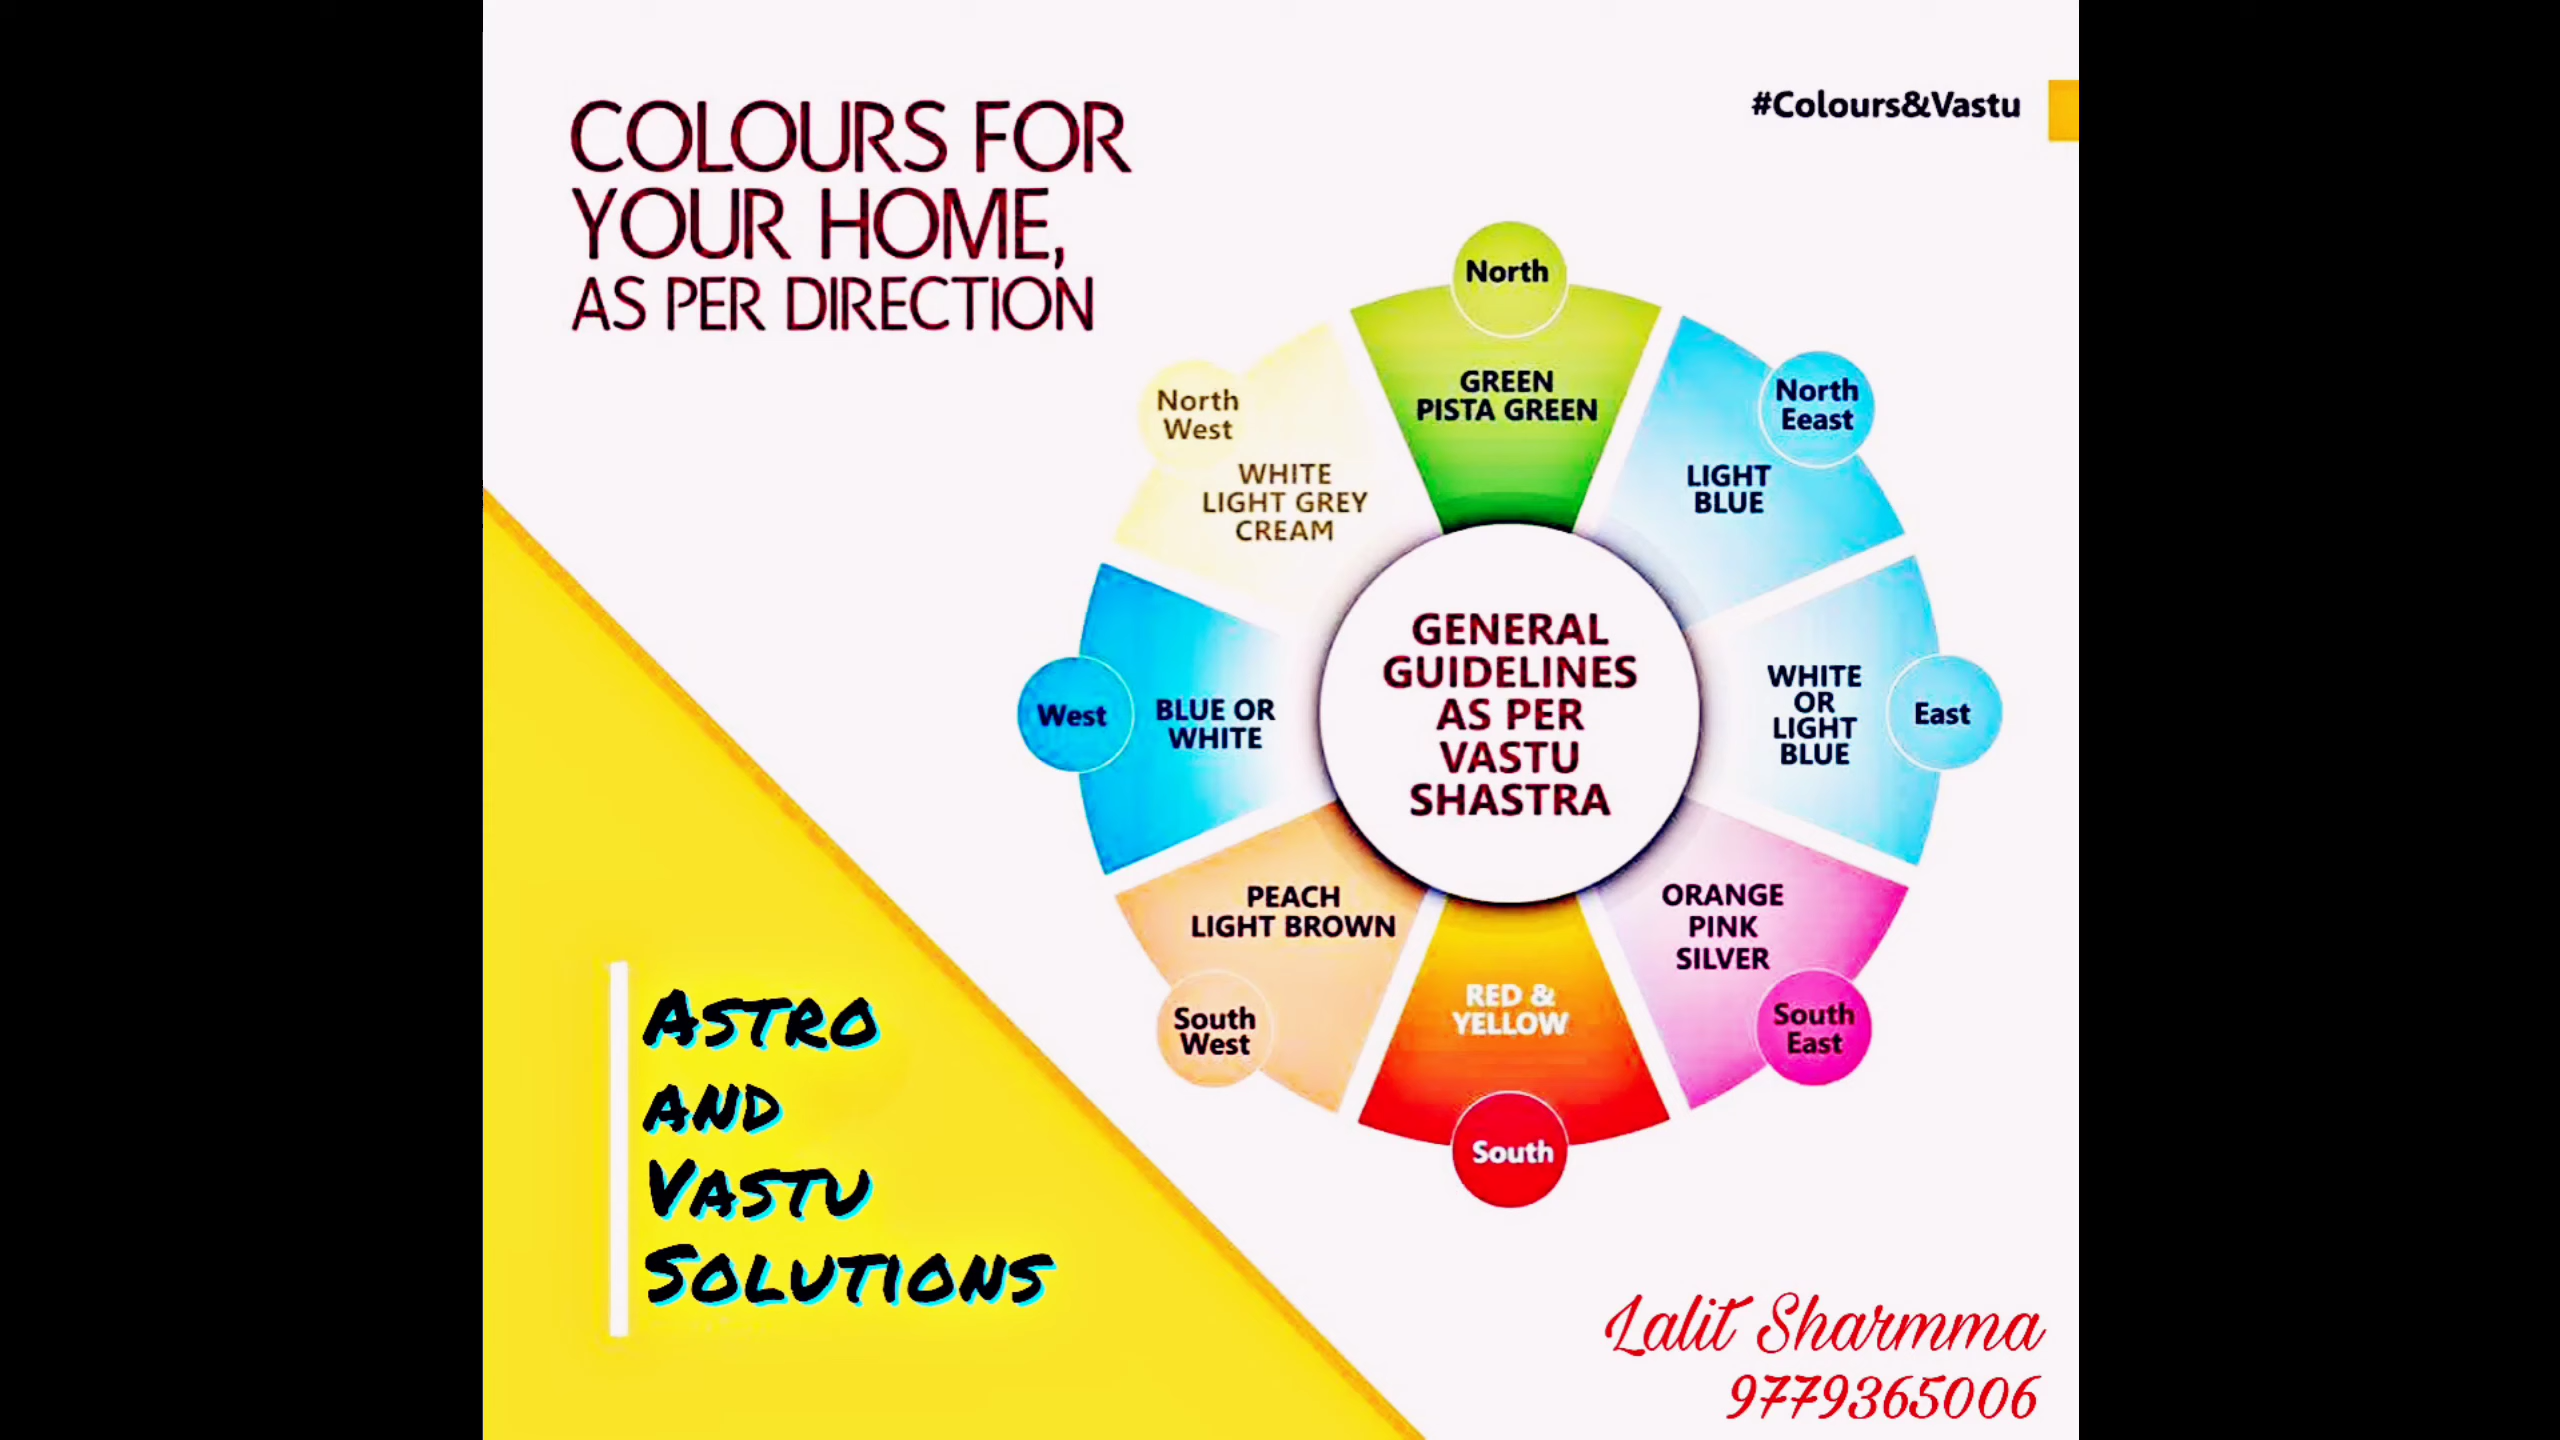 COLOURS FOR
YOUR HOME,
AS PER DIRECTION
#Colours&Vastu
North
GREEN
PISTA GREEN
North
Eeast
LIGHT
BLUE
East
WHITE
OR
LIGHT
BLUE
South
East
ORANGE
PINK
SILVER
South
RED &
YELLOW
South
West
PEACH
LIGHT BROWN
West
BLUE OR
WHITE
North
West
WHITE
LIGHT GREY
CREAM
GENERAL
GUIDELINES
AS PER
VASTU
SHASTRA
ASTRO
AND
VASTU
SOLUTIONS
Lalit Sharmma
9779365006